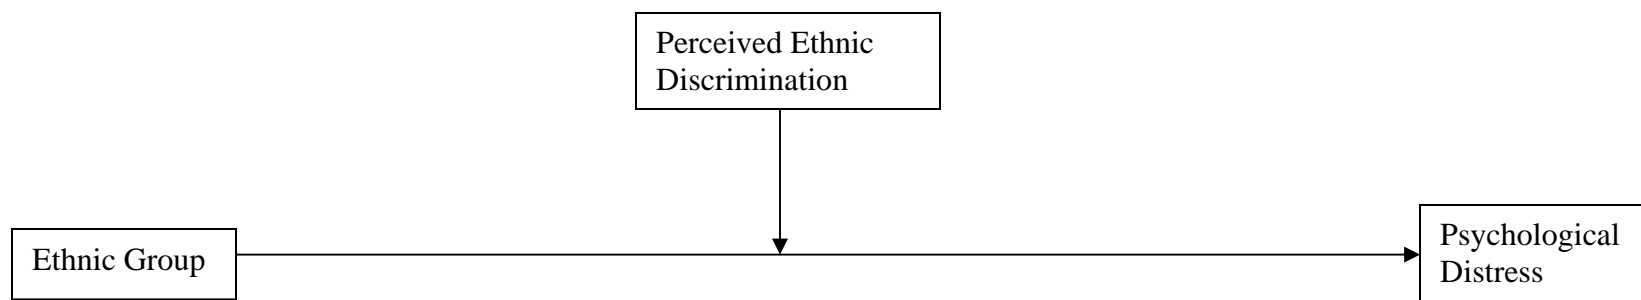 Perceived Ethnic
Discrimination
Ethnic Group
Psychological
Distress